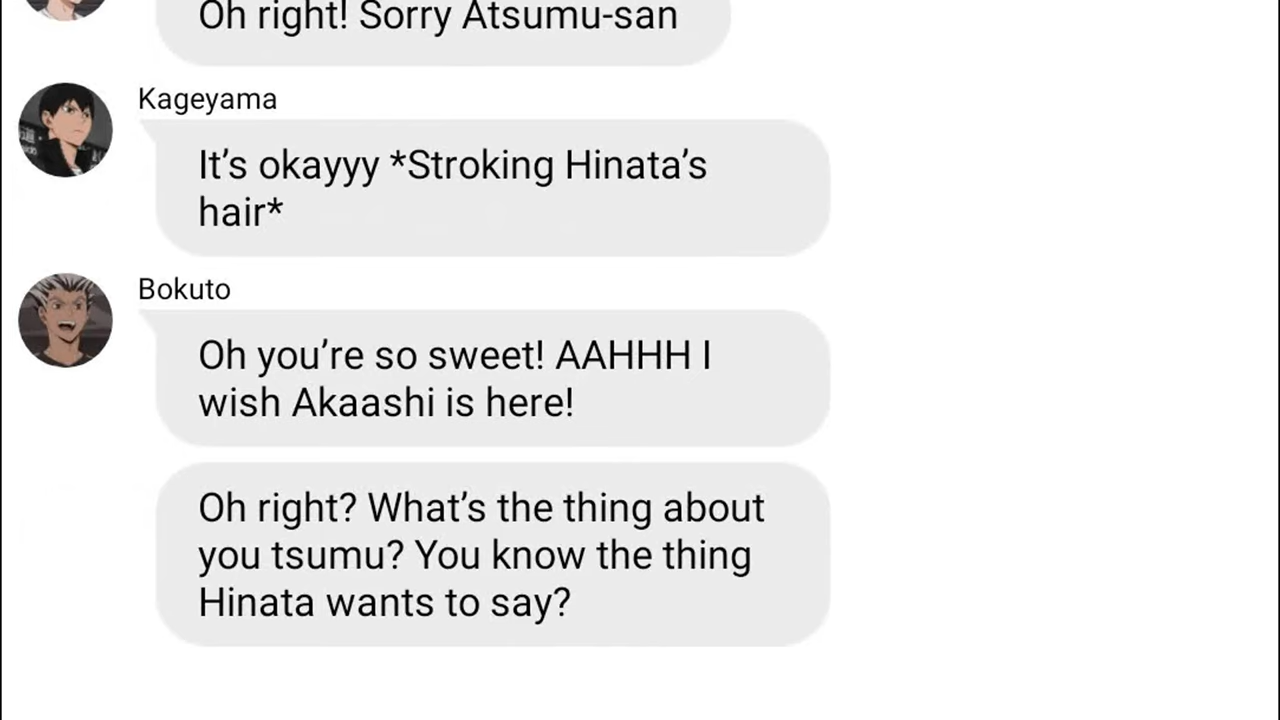 Oh right! Sorry Atsumu-san
Kageyama
It's okayyy *Stroking Hinata's
hair*
Bokuto
Oh you're so sweet! AAHHH I
wish Akaashi is here!
Oh right? What's the thing about
you tsumu? You know the thing
Hinata wants to say?